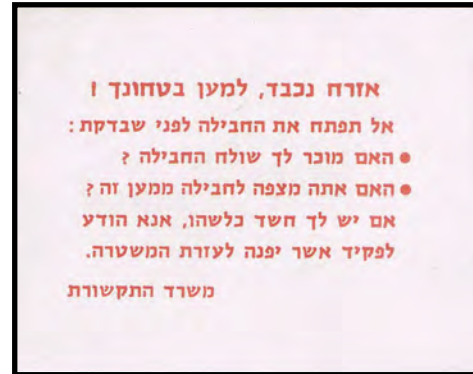 אזרח נכבד, למען בטחונך !
אל תפתח את החבילה לפני שבדקת :
• האם מוכר לך שולח החבילה ?
• האם אתה מצפה לחבילה ממען זה ?
אם יש לך חשד כלשהו, אנא הודע
לפקיד אשר יפנה לעזרת המשטרה.
משרד התקשורת